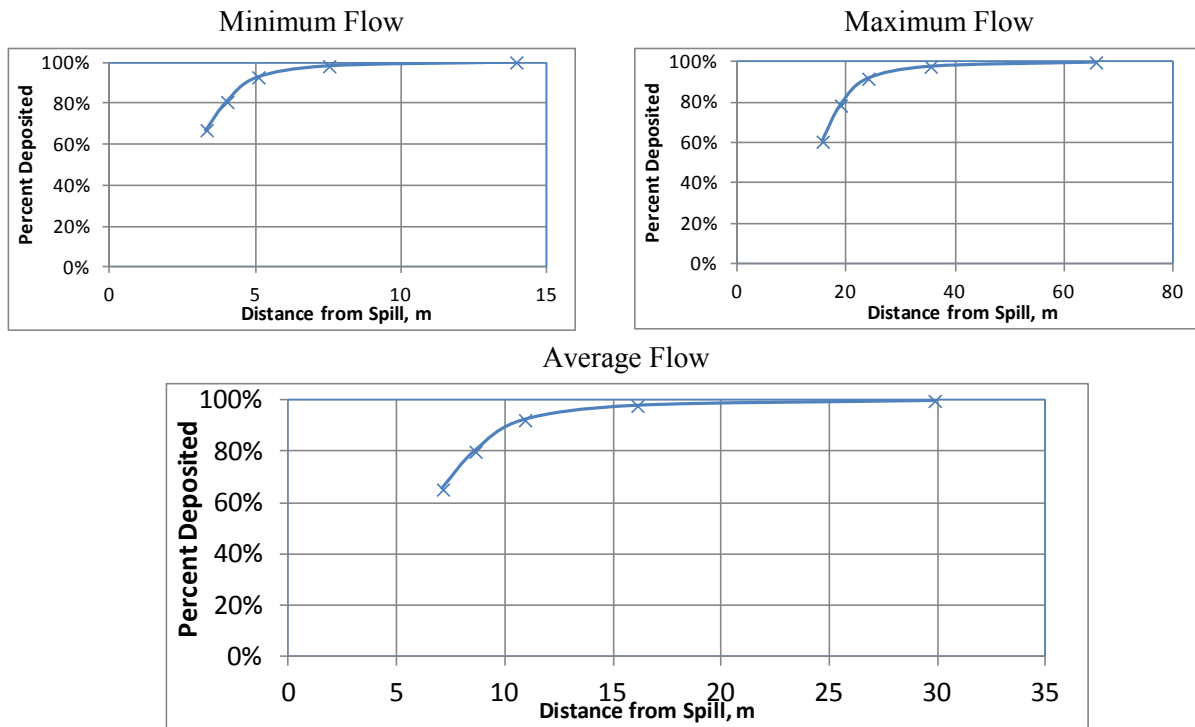 Minimum Flow
Percent Deposited
100%
80%
60%
40%
20%
0%
0 5 10 15
Distance from Spill, m
Maximum Flow
Percent Deposited
100%
80%
60%
40%
20%
0%
0 20 40 60 80
Distance from Spill, m
Average Flow
Percent Deposited
100%
80%
60%
40%
20%
0%
0 5 10 15 20 25 30 35
Distance from Spill, m